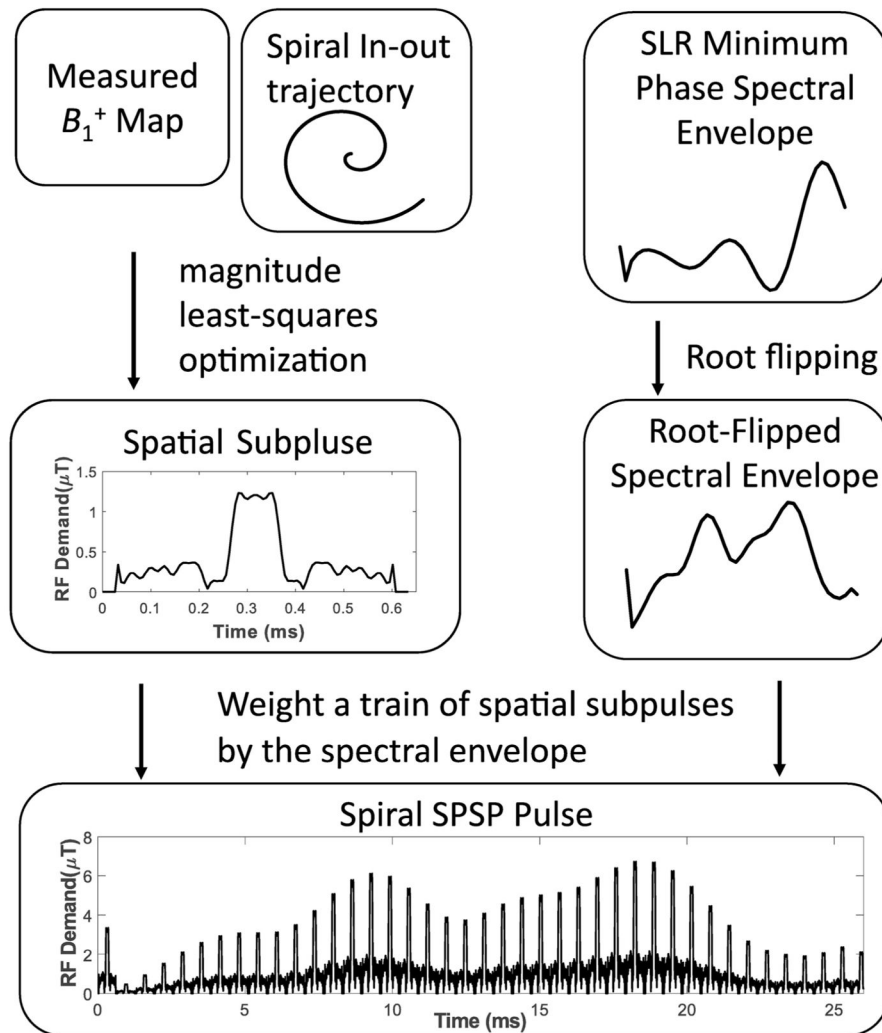 Measured
B₁⁺ Map
Spiral In-out
trajectory
SLR Minimum
Phase Spectral
Envelope
magnitude
least-squares
optimization
Root flipping
Spatial Subpluse
RF Demand(μT)
1.5
1
0.5
0
0 0.1 0.2 0.3 0.4 0.5 0.6
Time (ms)
Root-Flipped
Spectral Envelope
Weight a train of spatial subpulses
by the spectral envelope
Spiral SPSP Pulse
RF Demand(μT)
8
6
4
2
0
0 5 10 15 20 25
Time (ms)